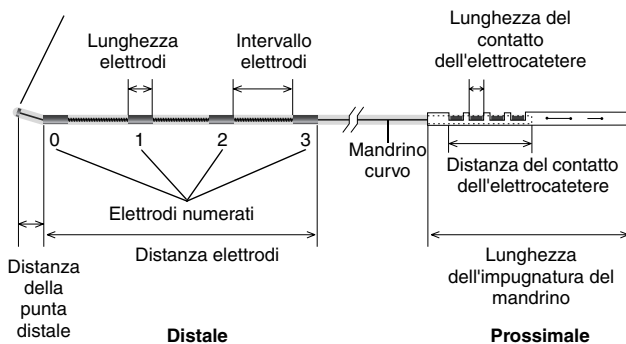 Lunghezza
elettrodi
Intervallo
elettrodi
Lunghezza del
contatto
dell'elettrocatetere
0 1 2 3
Elettrodi numerati
Mandrino
curvo
Distanza del contatto
dell'elettrocatetere
Distanza elettrodi
Distanza
della
punta
distale
Lunghezza
dell'impugnatura del
mandrino
Distale
Prossimale